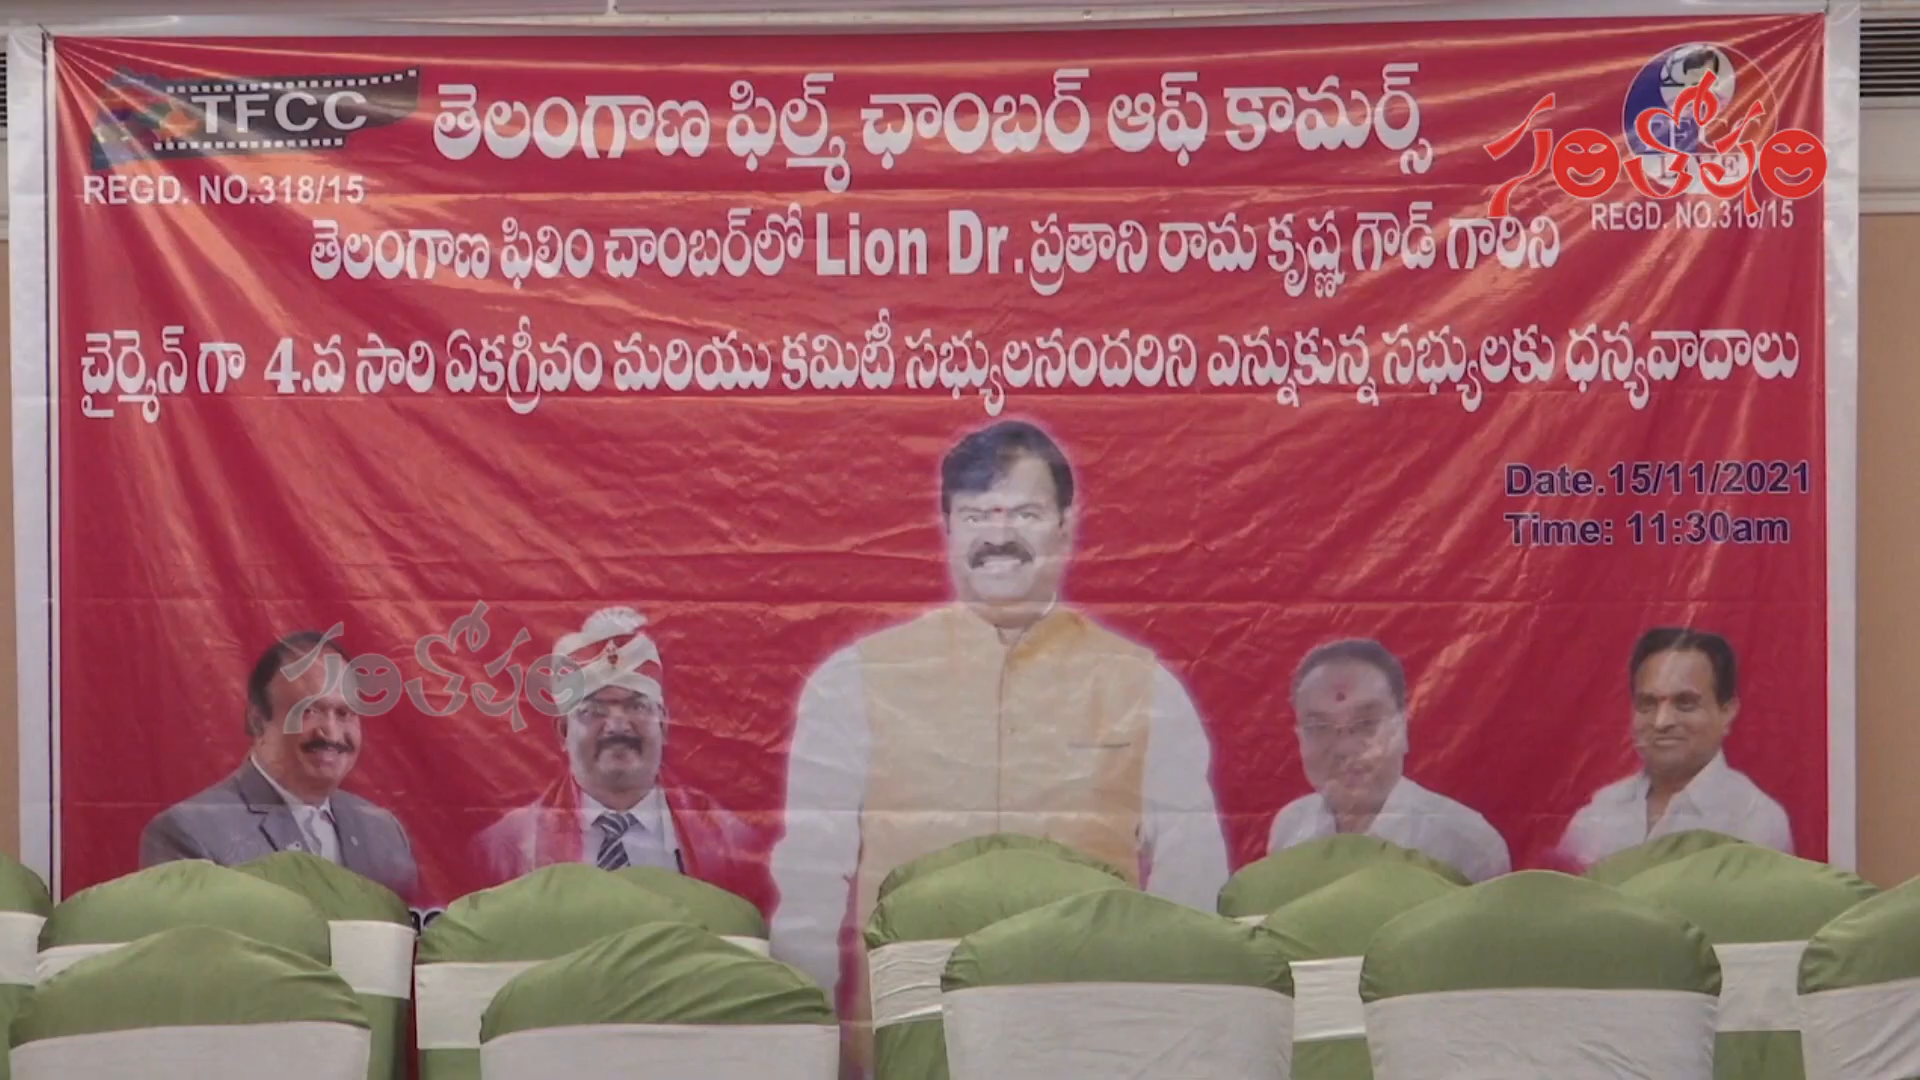 TFCC
తెలంగాణ ఫిల్మ్ ఛాంబర్ ఆఫ్ కామర్స్
REGD. NO.318/15
సంతోషం
REGD. NO.318/15
తెలంగాణ ఫిలిం చాంబర్‌లో Lion Dr.ప్రతాని రామ కృష్ణ గౌడ్ గారిని
చైర్మెన్ గా 4.వ సారి ఏకగ్రీవం మరియు కమిటీ సభ్యులనందరిని ఎన్నుకున్న సభ్యులకు ధన్యవాదాలు
Date.15/11/2021
Time: 11:30am
సంతోషం